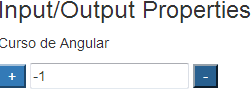 Input/Output Properties
Curso de Angular
+ -1 -